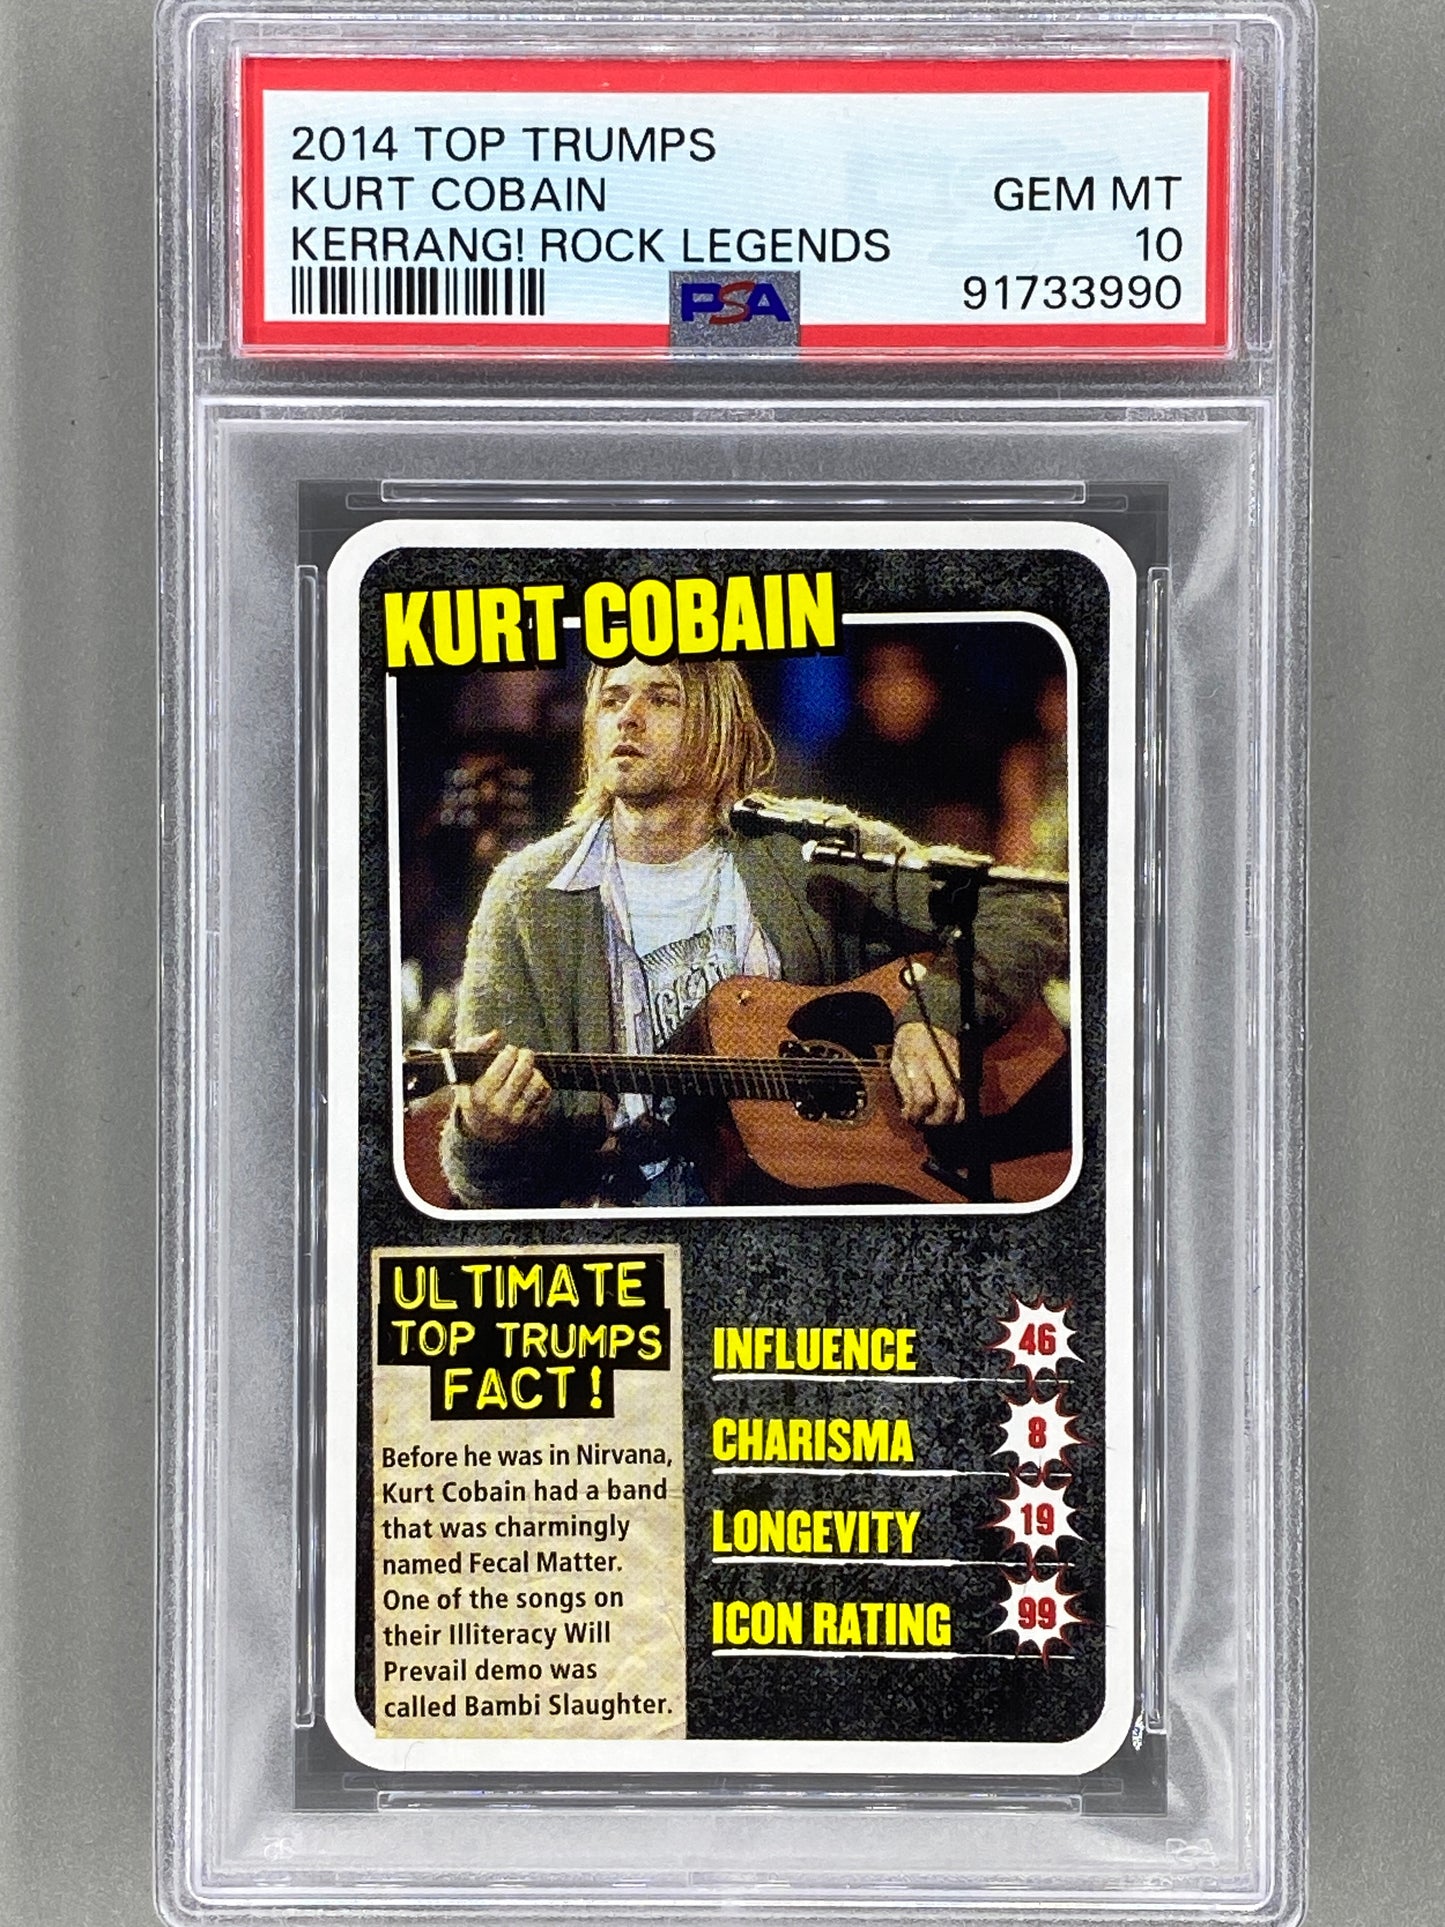 2014 TOP TRUMPS
KURT COBAIN GEM MT
KERRANG! ROCK LEGENDS 10
PSA 91733990
KURT COBAIN
ULTIMATE
TOP TRUMPS
FACT!
Before he was in Nirvana,
Kurt Cobain had a band
that was charmingly
named Fecal Matter.
One of the songs on
their Illiteracy Will
Prevail demo was
called Bambi Slaughter.
INFLUENCE 46
CHARISMA 8
LONGEVITY 19
ICON RATING 99